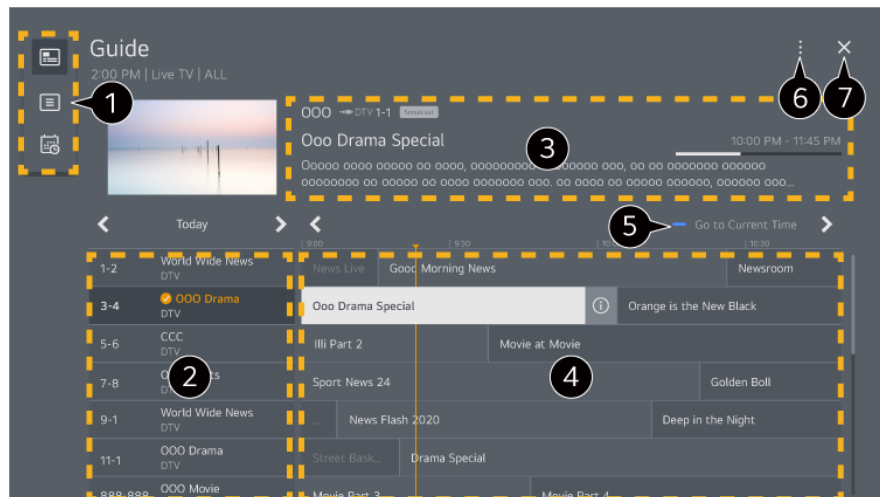 Guide
2:00 PM | Live TV | ALL
1
6
7
OOO DTV 1-1 Simulcast
Ooo Drama Special
3
10:00 PM - 11:45 PM
Today
5
Go to Current Time
9:00
9:30
10:30
1-2
World Wide News
DTV
News Live
Good Morning News
Newsroom
3-4
OOO Drama
DTV
Ooo Drama Special
Orange is the New Black
5-6
CCC
DTV
Illi Part 2
Movie at Movie
2
4
7-8
Sport News 24
Golden Boll
9-1
World Wide News
DTV
...
News Flash 2020
Deep in the Night
11-1
OOO Drama
DTV
Street Bask...
Drama Special
888-888
OOO Movie
Movie Part 3
Movie Part 4